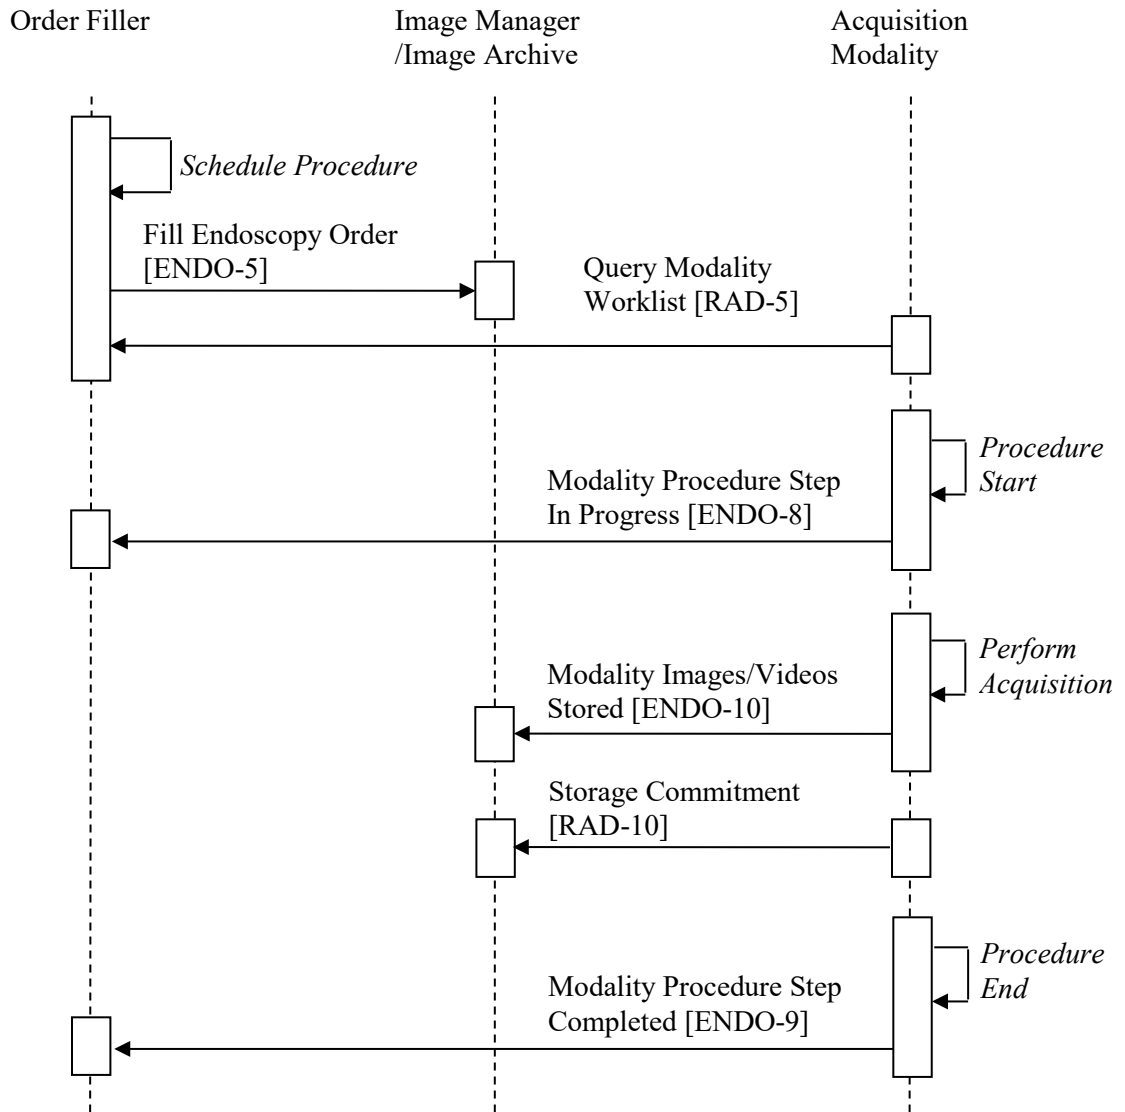 Order Filler
Image Manager
/Image Archive
Acquisition
Modality
Schedule Procedure
Fill Endoscopy Order
[ENDO-5]
Query Modality
Worklist [RAD-5]
Procedure
Start
Modality Procedure Step
In Progress [ENDO-8]
Perform
Acquisition
Modality Images/Videos
Stored [ENDO-10]
Storage Commitment
[RAD-10]
Procedure
End
Modality Procedure Step
Completed [ENDO-9]